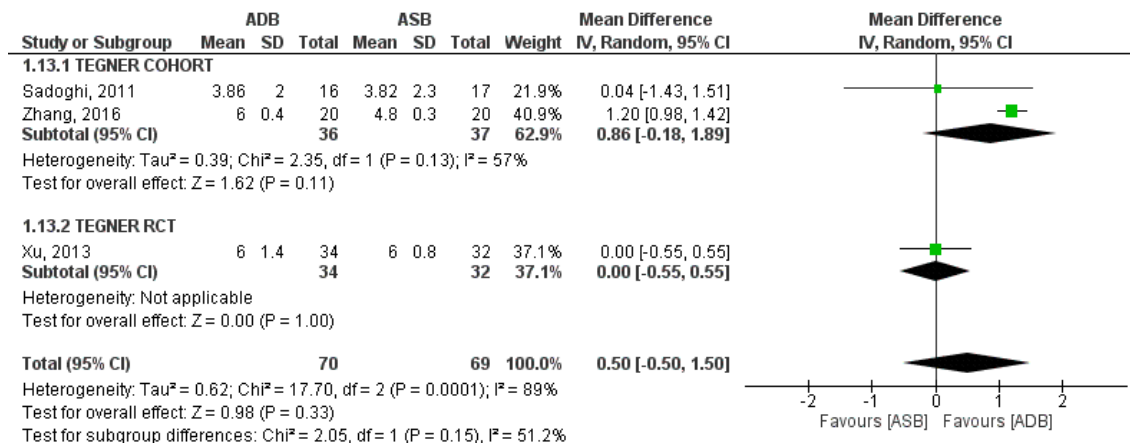 ADB ASB Mean Difference Mean Difference
Study or Subgroup Mean SD Total Mean SD Total Weight IV, Random, 95% CI IV, Random, 95% CI
1.13.1 TEGNER COHORT
Sadoghi, 2011 3.86 2 16 3.82 2.3 17 21.9% 0.04 [-1.43, 1.51]
Zhang, 2016 6 0.4 20 4.8 0.3 20 40.9% 1.20 [0.98, 1.42]
Subtotal (95% CI) 36 37 62.9% 0.86 [-0.18, 1.89]
Heterogeneity: Tau² = 0.39; Chi² = 2.35, df = 1 (P = 0.13); I² = 57%
Test for overall effect: Z = 1.62 (P = 0.11)
1.13.2 TEGNER RCT
Xu, 2013 6 1.4 34 6 0.8 32 37.1% 0.00 [-0.55, 0.55]
Subtotal (95% CI) 34 32 37.1% 0.00 [-0.55, 0.55]
Heterogeneity: Not applicable
Test for overall effect: Z = 0.00 (P = 1.00)
Total (95% CI) 70 69 100.0% 0.50 [-0.50, 1.50]
Heterogeneity: Tau² = 0.62; Chi² = 17.70, df = 2 (P = 0.0001); I² = 89%
Test for overall effect: Z = 0.98 (P = 0.33)
Test for subgroup differences: Chi² = 2.05, df = 1 (P = 0.15), I² = 51.2%
-2 -1 0 1 2
Favours [ASB] Favours [ADB]